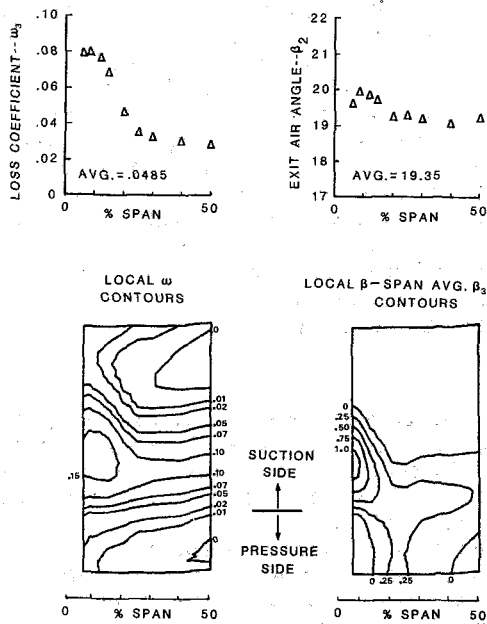 LOSS COEFFICIENT--ω3
.10
.08
.06
.04
.02
0
AVG.=.0485
0
50
% SPAN
EXIT AIR ANGLE--β2
22
21
20
19
18
17
AVG.=19.35
0
50
% SPAN
LOCAL ω
CONTOURS
0
.01
.02
.05
.07
.10
.15
.10
.07
.05
.02
.01
0
0
50
% SPAN
SUCTION
SIDE
PRESSURE
SIDE
LOCAL β-SPAN AVG. β3
CONTOURS
0
.25
.50
.75
1.0
0
.25
.25
0
0
50
% SPAN